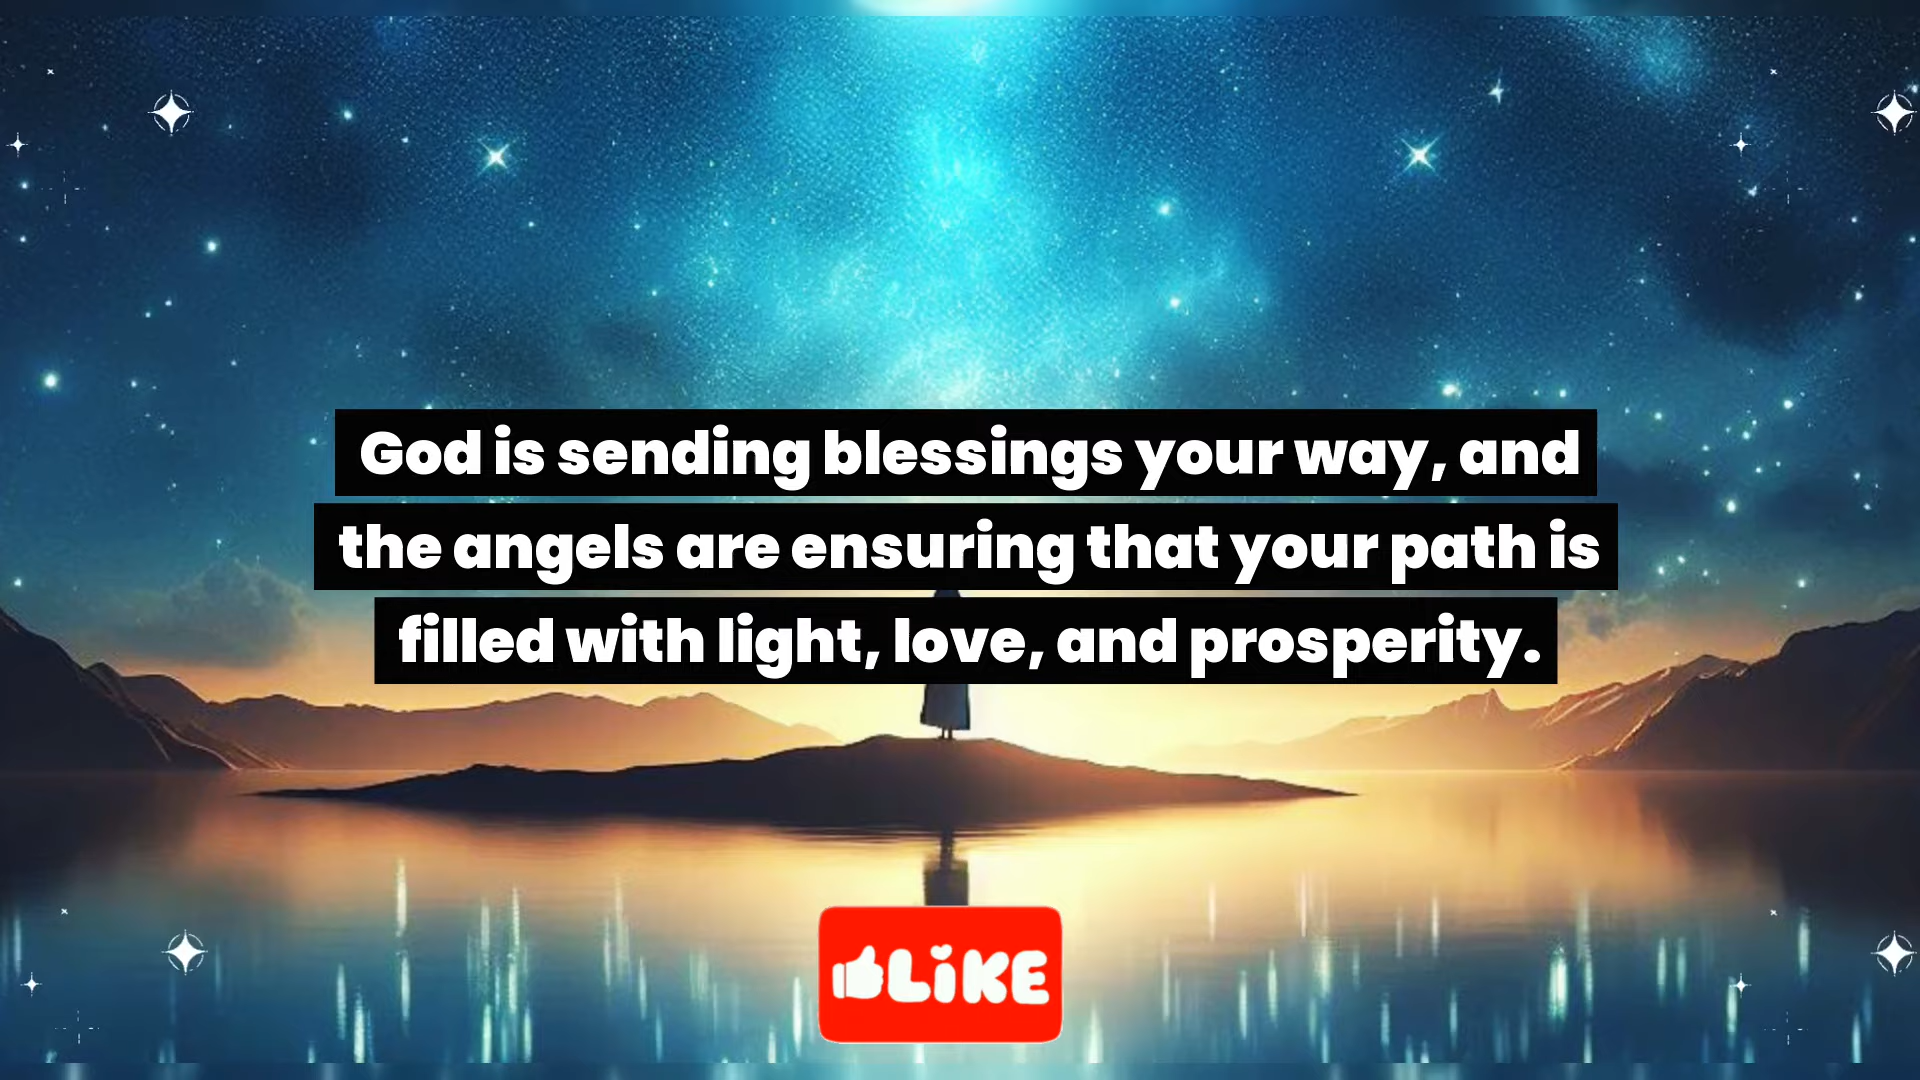 God is sending blessings your way, and
the angels are ensuring that your path is
filled with light, love, and prosperity.
LiKE